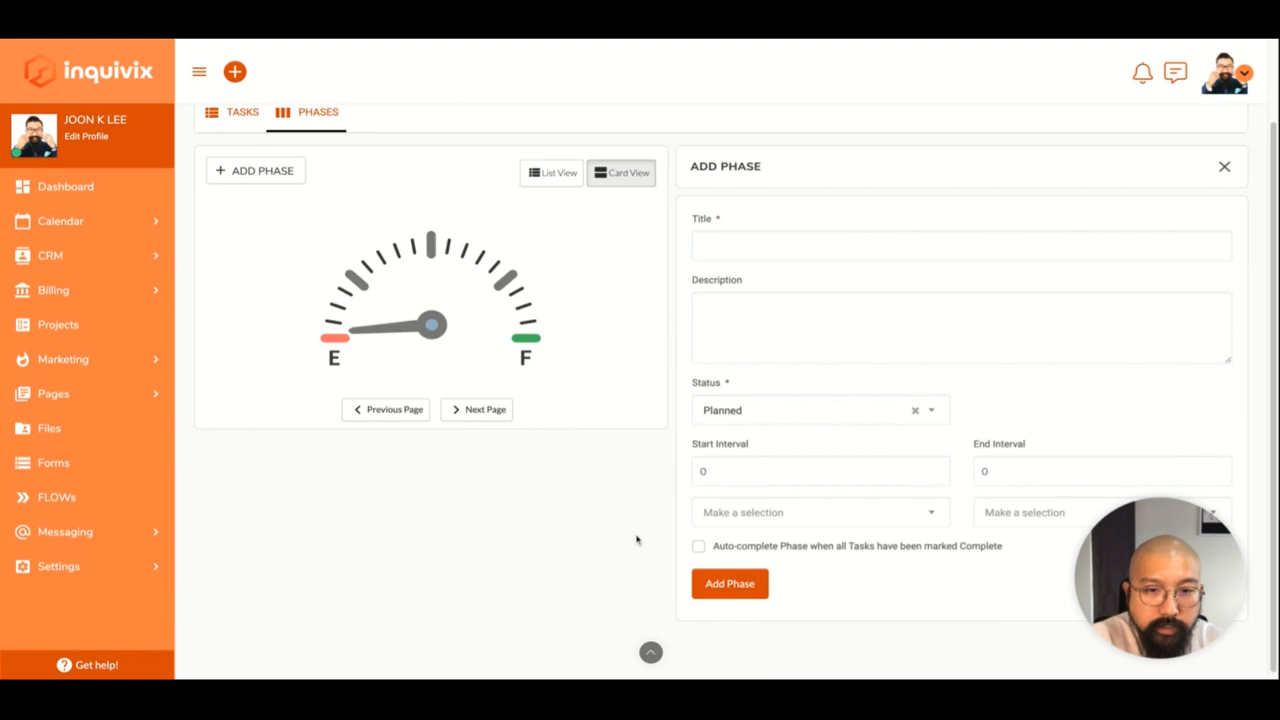 inquivix
JOON K LEE
Edit Profile
Dashboard
Calendar
CRM
Billing
Projects
Marketing
Pages
Files
Forms
FLOWs
Messaging
Settings
Get help!
TASKS
PHASES
ADD PHASE
List View
Card View
E
F
Previous Page
Next Page
ADD PHASE
Title *
Description
Status *
Planned
Start Interval
End Interval
0
0
Make a selection
Make a selection
Auto-complete Phase when all Tasks have been marked Complete
Add Phase